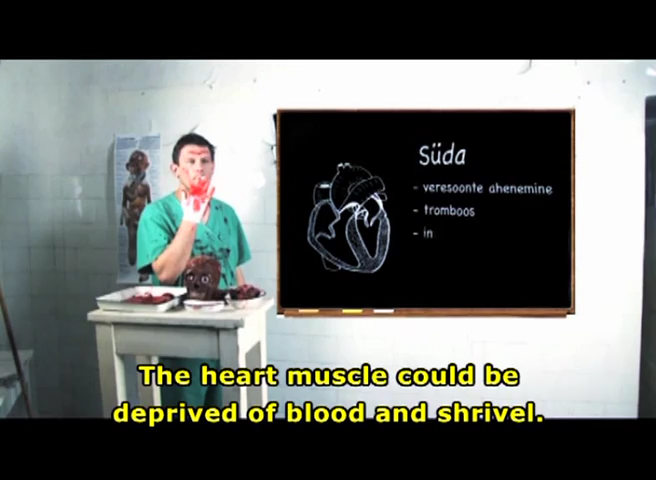 Süda
- veresoonte ahenemine
- tromboos
- in
The heart muscle could be
deprived of blood and shrivel.